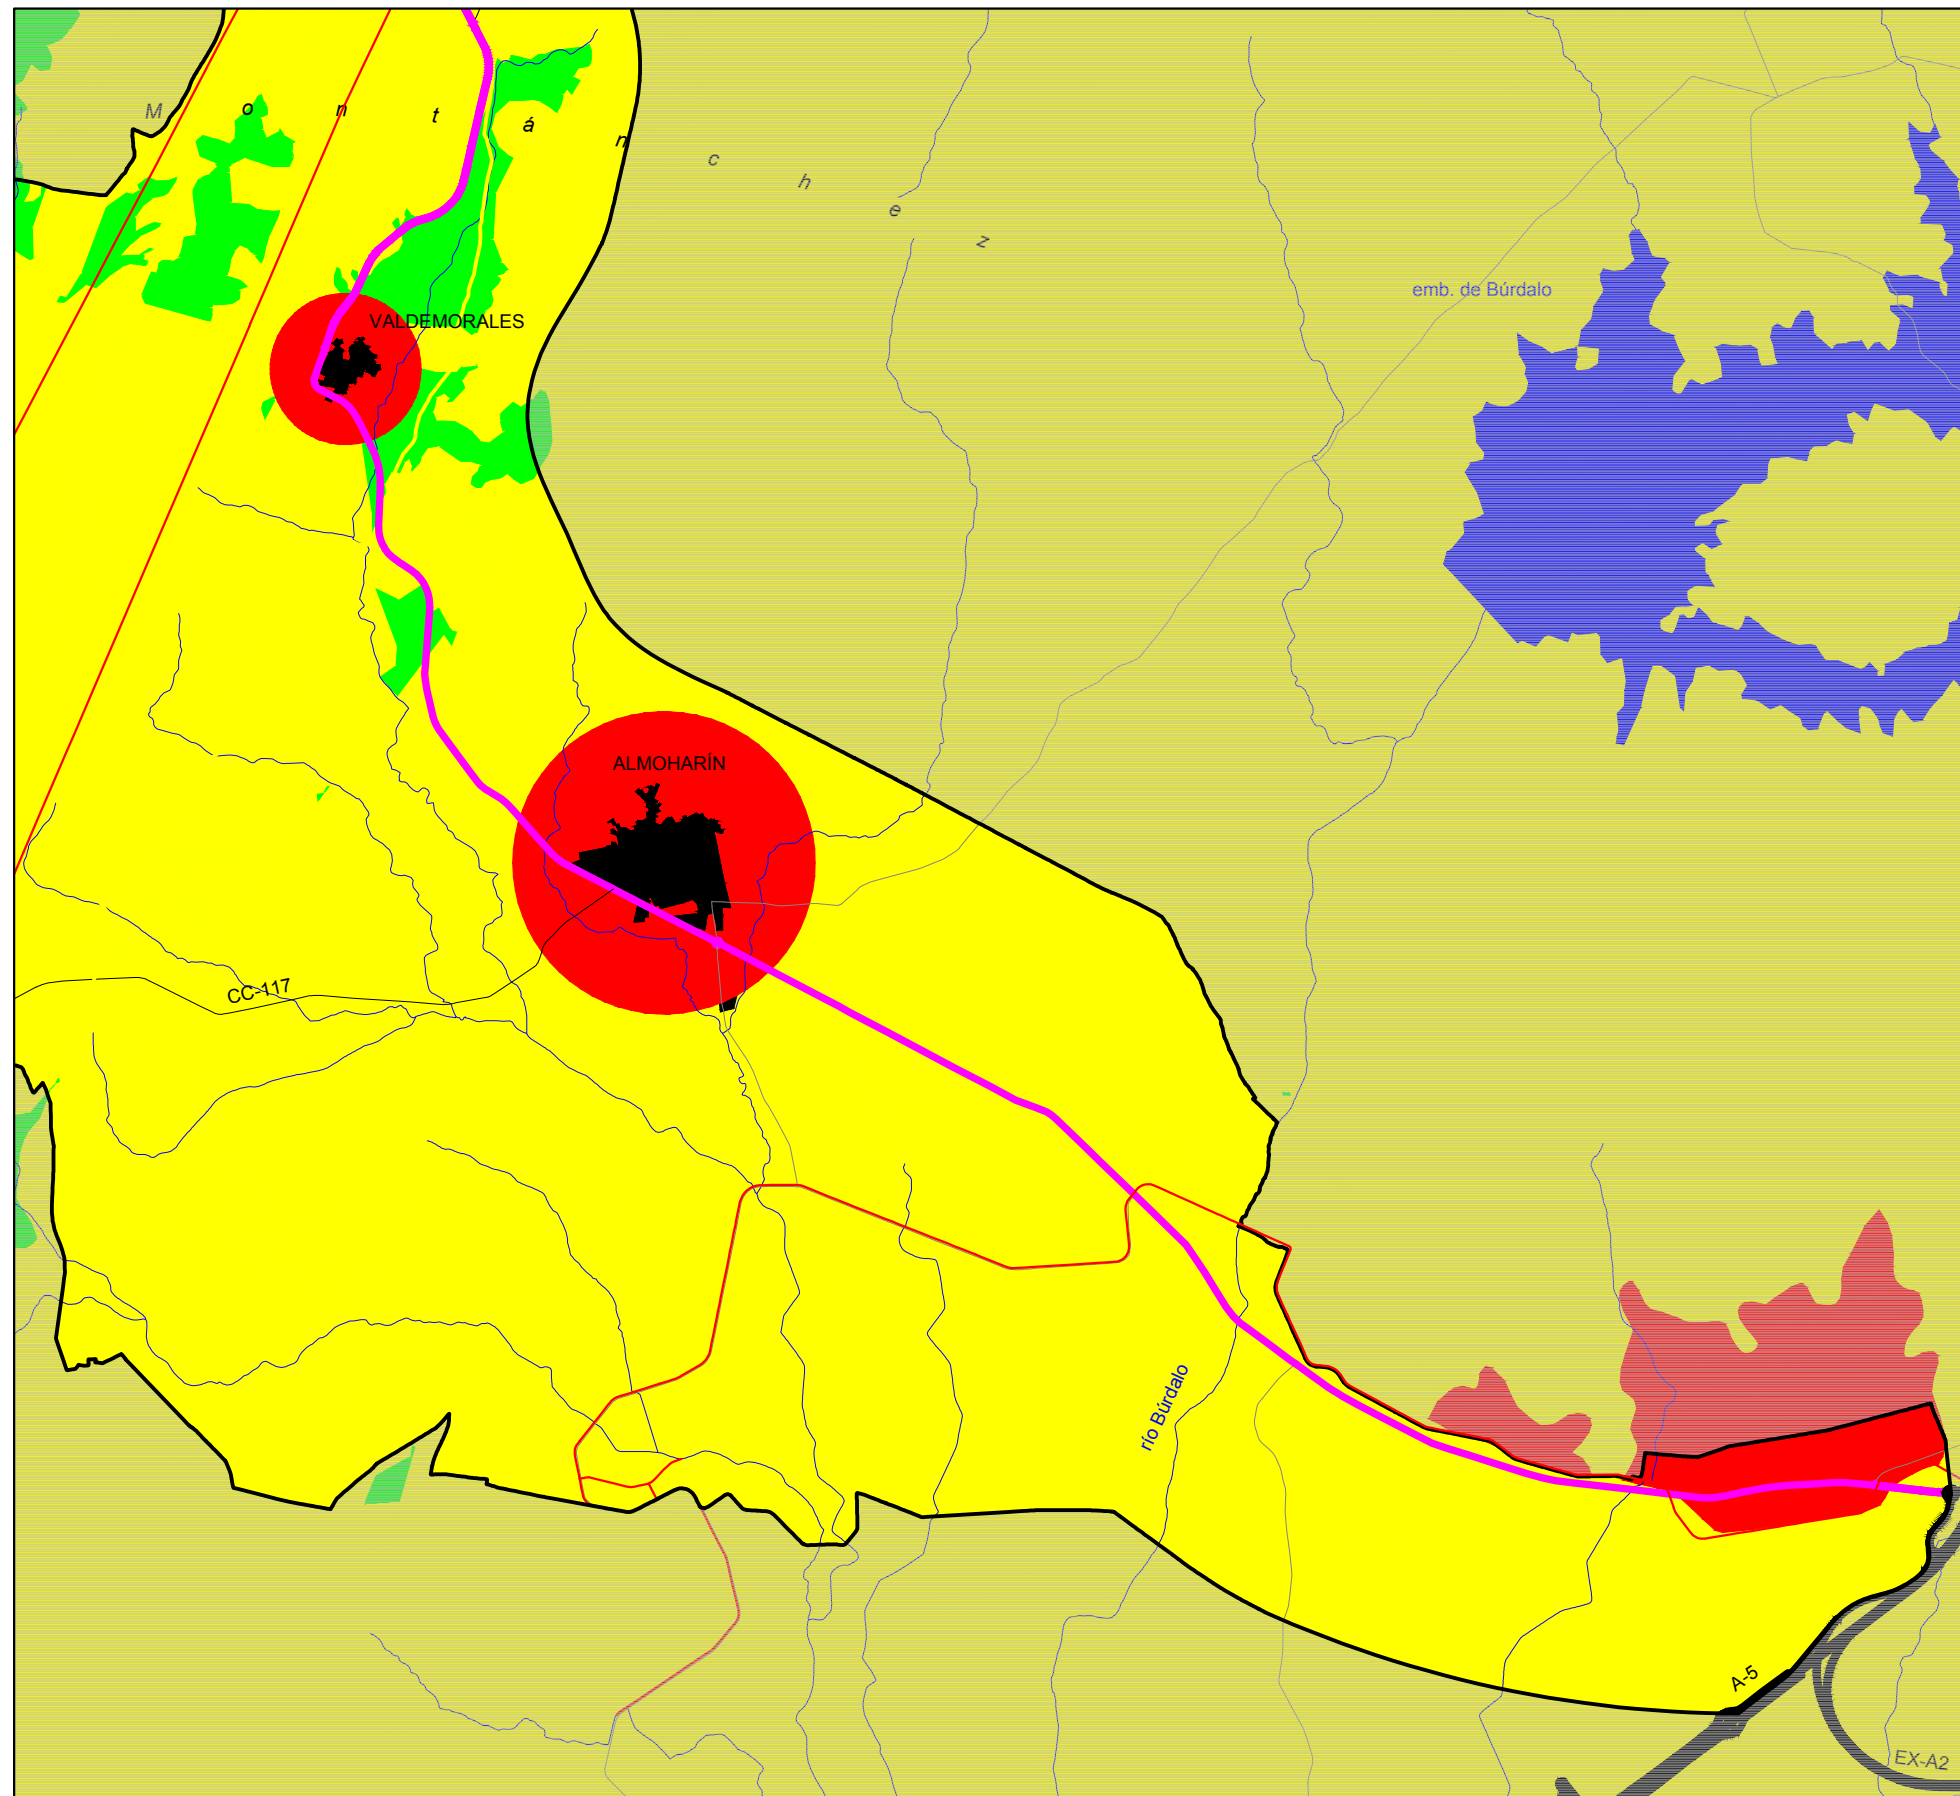 M o n t á n c h e z
emb. de Búrdalo
VALDEMORALES
ALMOHARÍN
CC-117
río Búrdalo
A-5
EX-A2